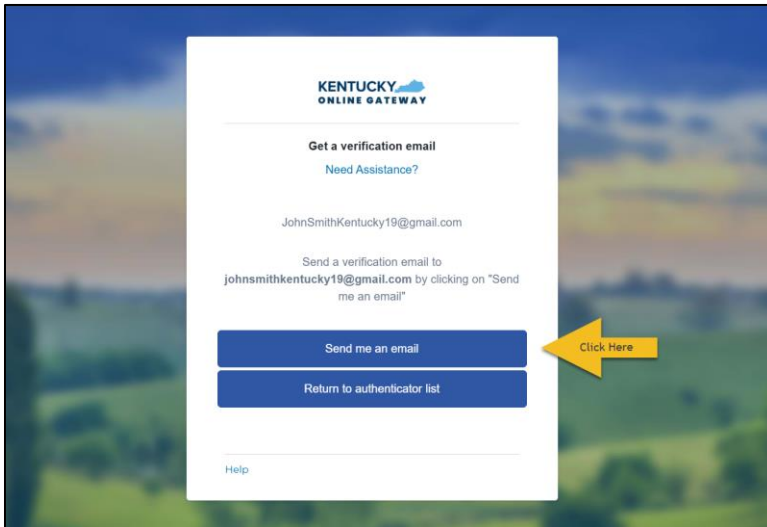 KENTUCKY
ONLINE GATEWAY
Get a verification email
Need Assistance?
JohnSmithKentucky19@gmail.com
Send a verification email to
johnsmithkentucky19@gmail.com by clicking on "Send
me an email"
Send me an email
Click Here
Return to authenticator list
Help